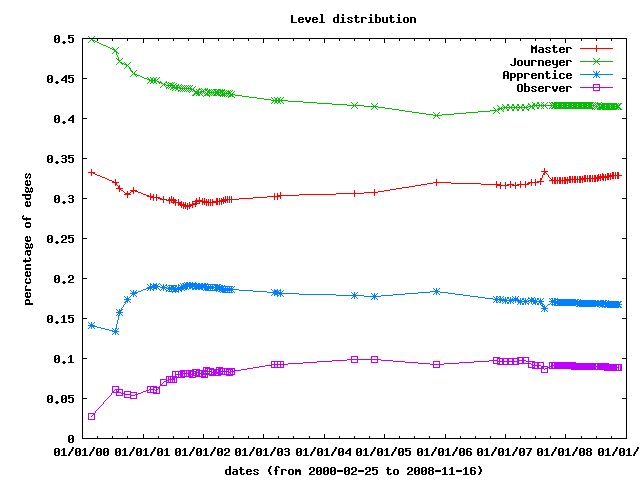 Level distribution
Master
Journeyer
Apprentice
Observer
0.5
0.45
0.4
0.35
0.3
0.25
0.2
0.15
0.1
0.05
0
percentage of edges
01/01/00 01/01/01 01/01/02 01/01/03 01/01/04 01/01/05 01/01/06 01/01/07 01/01/08 01/01/
dates (from 2000-02-25 to 2008-11-16)